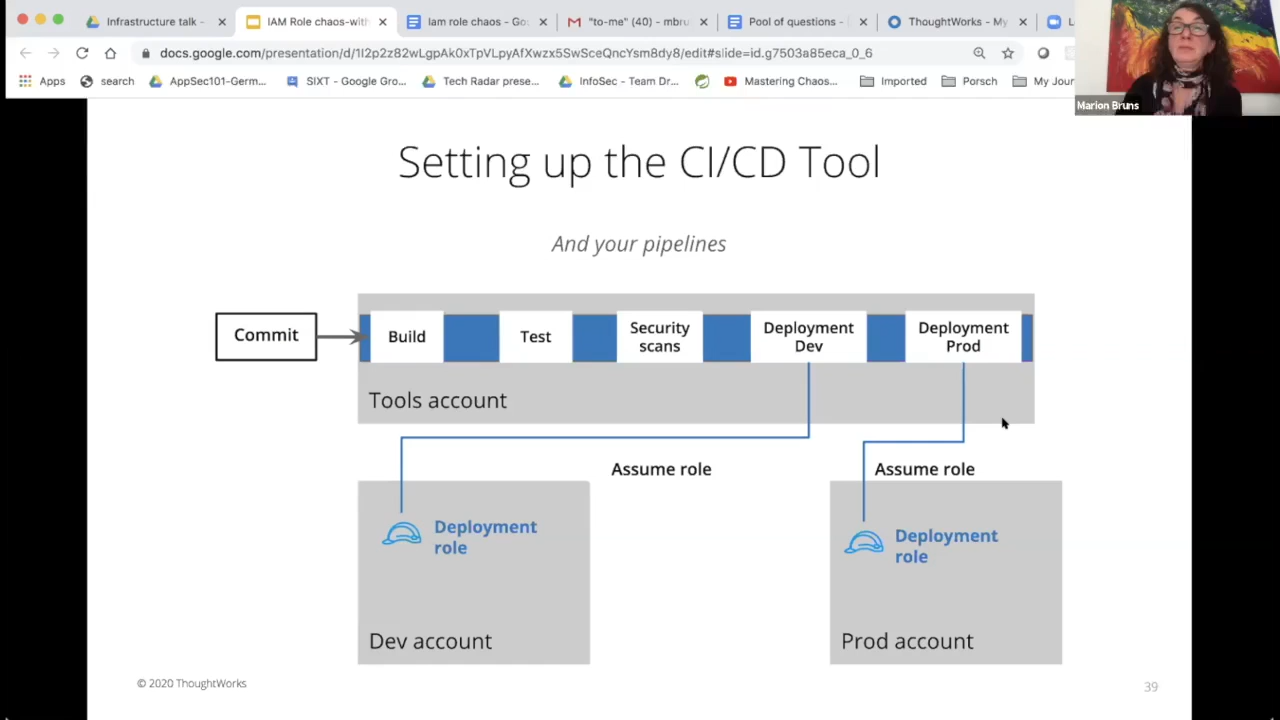 Infrastructure talk -
IAM Role chaos-with
Iam role chaos - Go
"to-me" (40) - mbru
Pool of questions -
ThoughtWorks - My
docs.google.com/presentation/d/1I2p2z82wLgpAk0xTpVLpyAfXwzx5SwSceQncYsm8dy8/edit#slide=id.g7503a85eca_0_6
Apps
search
AppSec101-Germ...
SIXT - Google Gro...
Tech Radar prese...
InfoSec - Team Dr...
Mastering Chaos...
Imported
Porsch
My Jour
Marion Bruns
Setting up the CI/CD Tool
And your pipelines
Commit
Build
Test
Security
scans
Deployment
Dev
Deployment
Prod
Tools account
Assume role
Assume role
Deployment
role
Deployment
role
Dev account
Prod account
© 2020 ThoughtWorks
39